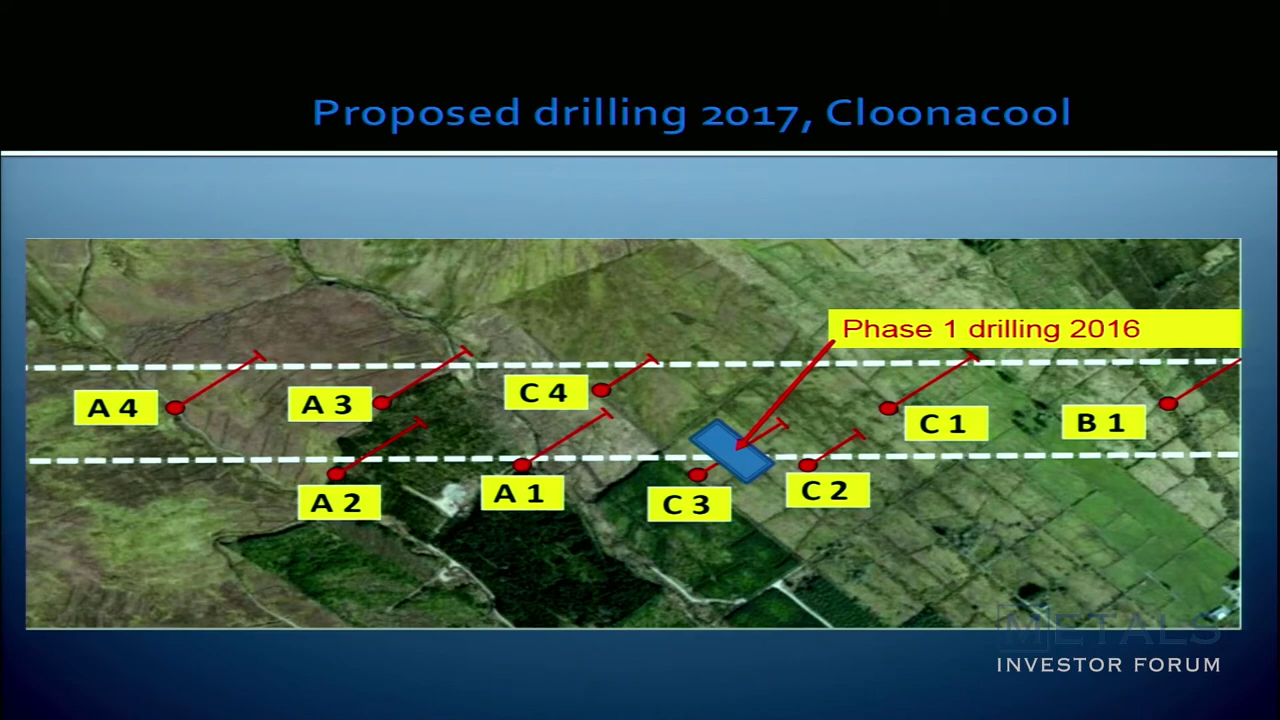 Proposed drilling 2017, Cloonacool
Phase 1 drilling 2016
A 4
A 3
C 4
C 1
B 1
A 2
A 1
C 3
C 2
METALS
INVESTOR FORUM